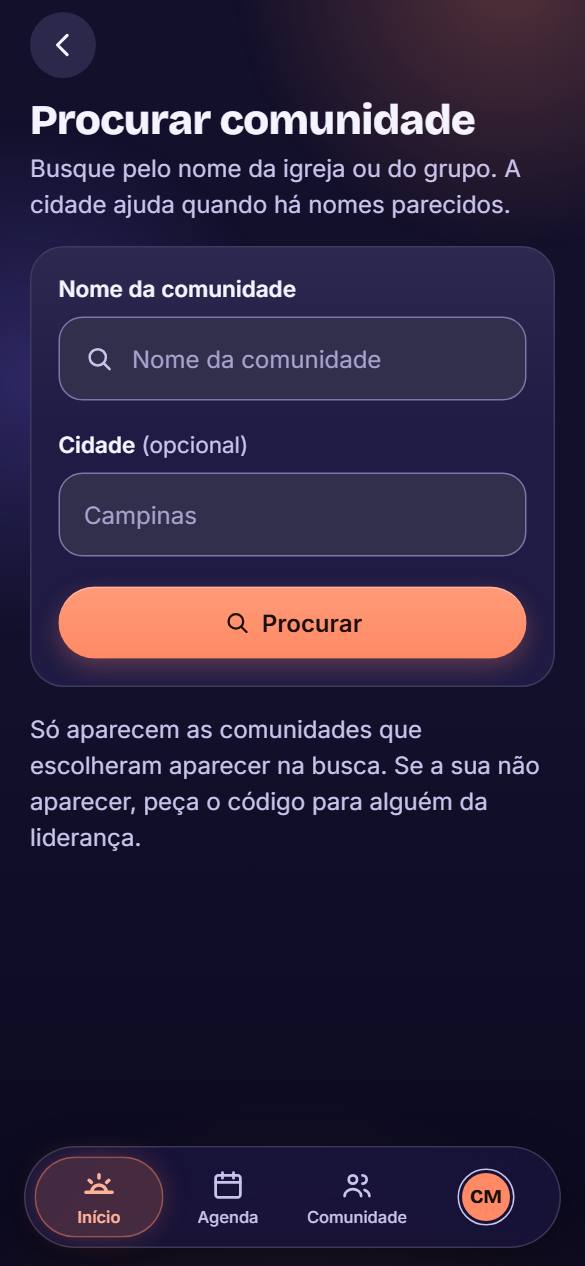 Procurar comunidade
Busque pelo nome da igreja ou do grupo. A
cidade ajuda quando há nomes parecidos.
Nome da comunidade
Nome da comunidade
Cidade (opcional)
Campinas
Procurar
Só aparecem as comunidades que
escolheram aparecer na busca. Se a sua não
aparecer, peça o código para alguém da
liderança.
Início
Agenda
Comunidade
CM